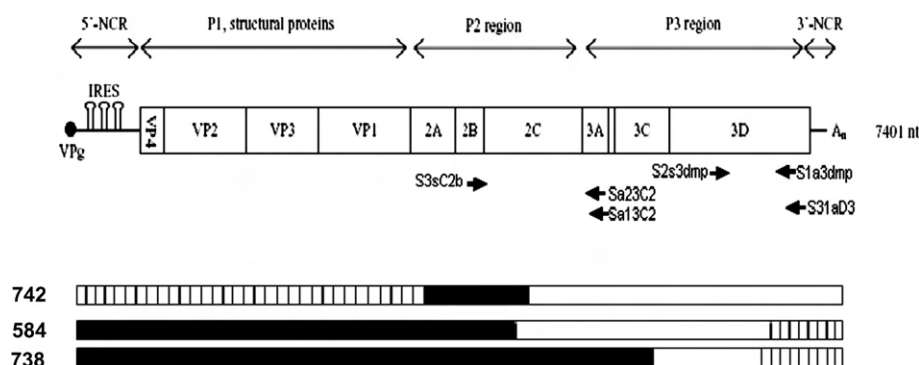 5´-NCR P1, structural proteins P2 region P3 region 3´-NCR
IRES
VPg VP4 VP2 VP3 VP1 2A 2B 2C 3A 3C 3D Aₙ 7401 nt
S3sC2b S2s3dmp S1a3dmp
Sa23C2
Sa13C2 S31aD3
742
584
738